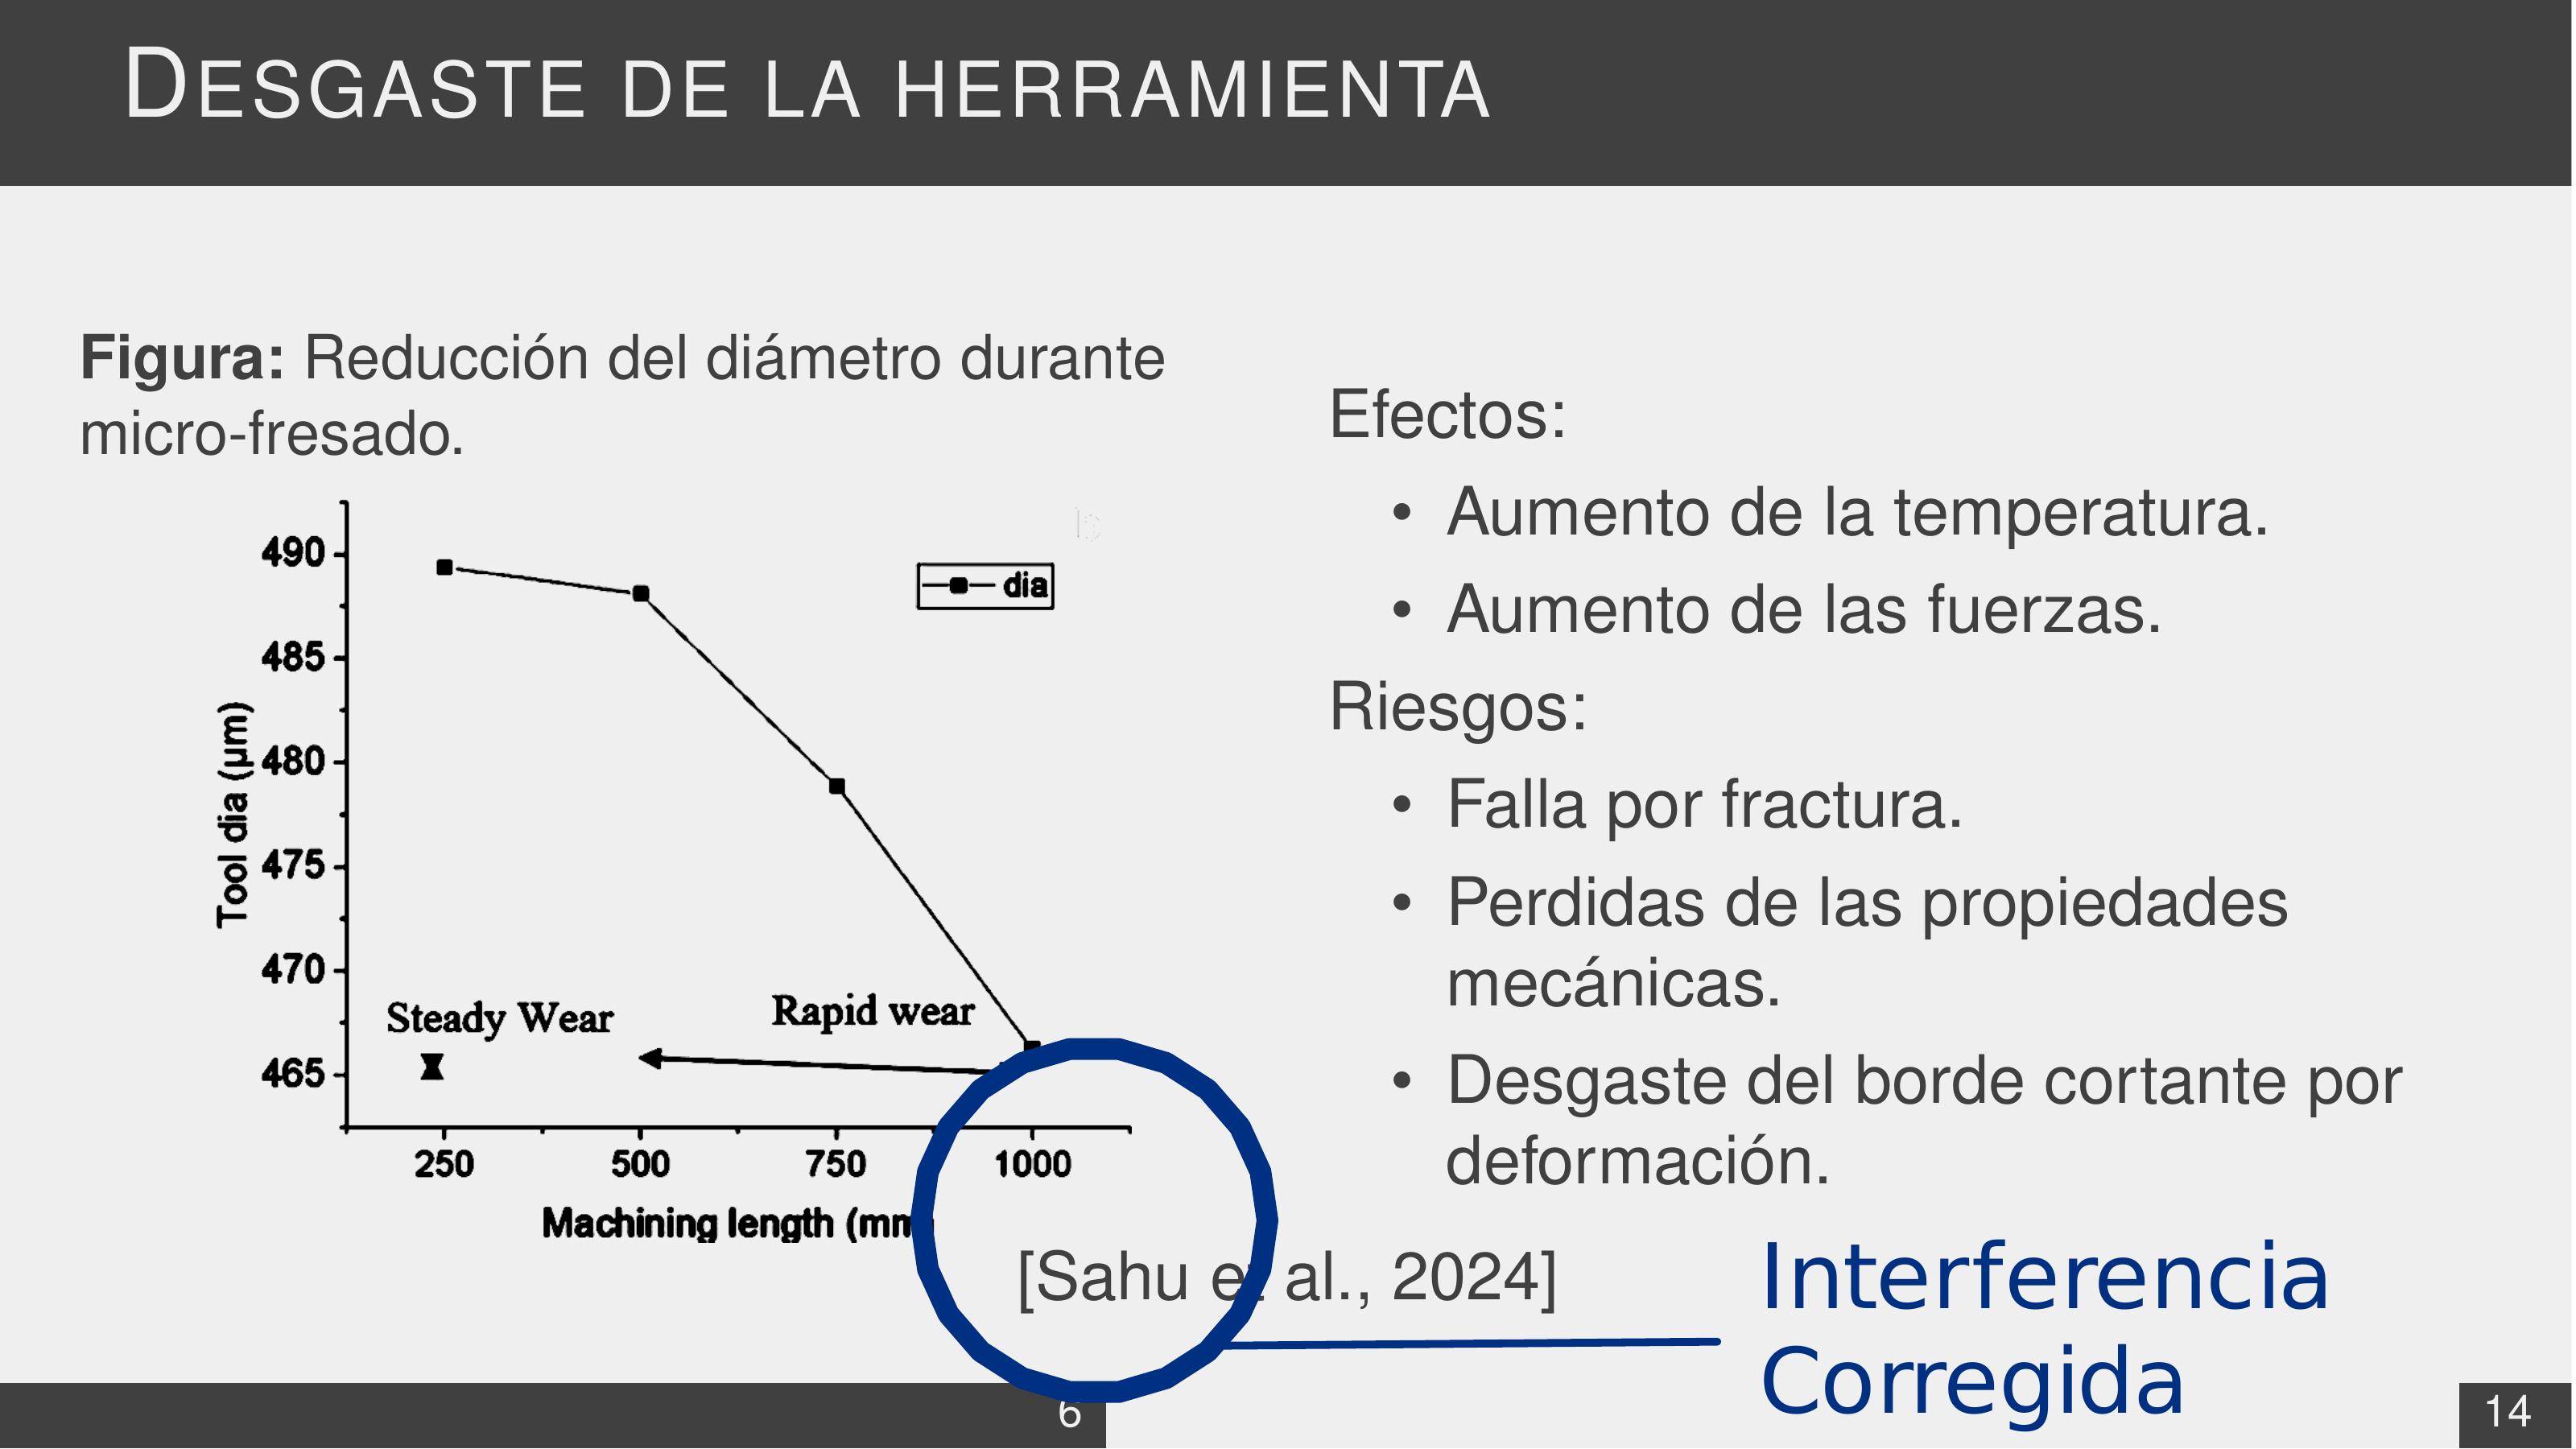 DESGASTE DE LA HERRAMIENTA
Figura: Reducción del diámetro durante
micro-fresado.
490
485
480
475
470
465
Tool dia (µm)
dia
Steady Wear
Rapid wear
250 500 750 1000
Machining length (mm
Efectos:
• Aumento de la temperatura.
• Aumento de las fuerzas.
Riesgos:
• Falla por fractura.
• Perdidas de las propiedades
mecánicas.
• Desgaste del borde cortante por
deformación.
[Sahu et al., 2024]
Interferencia
Corregida
6
14